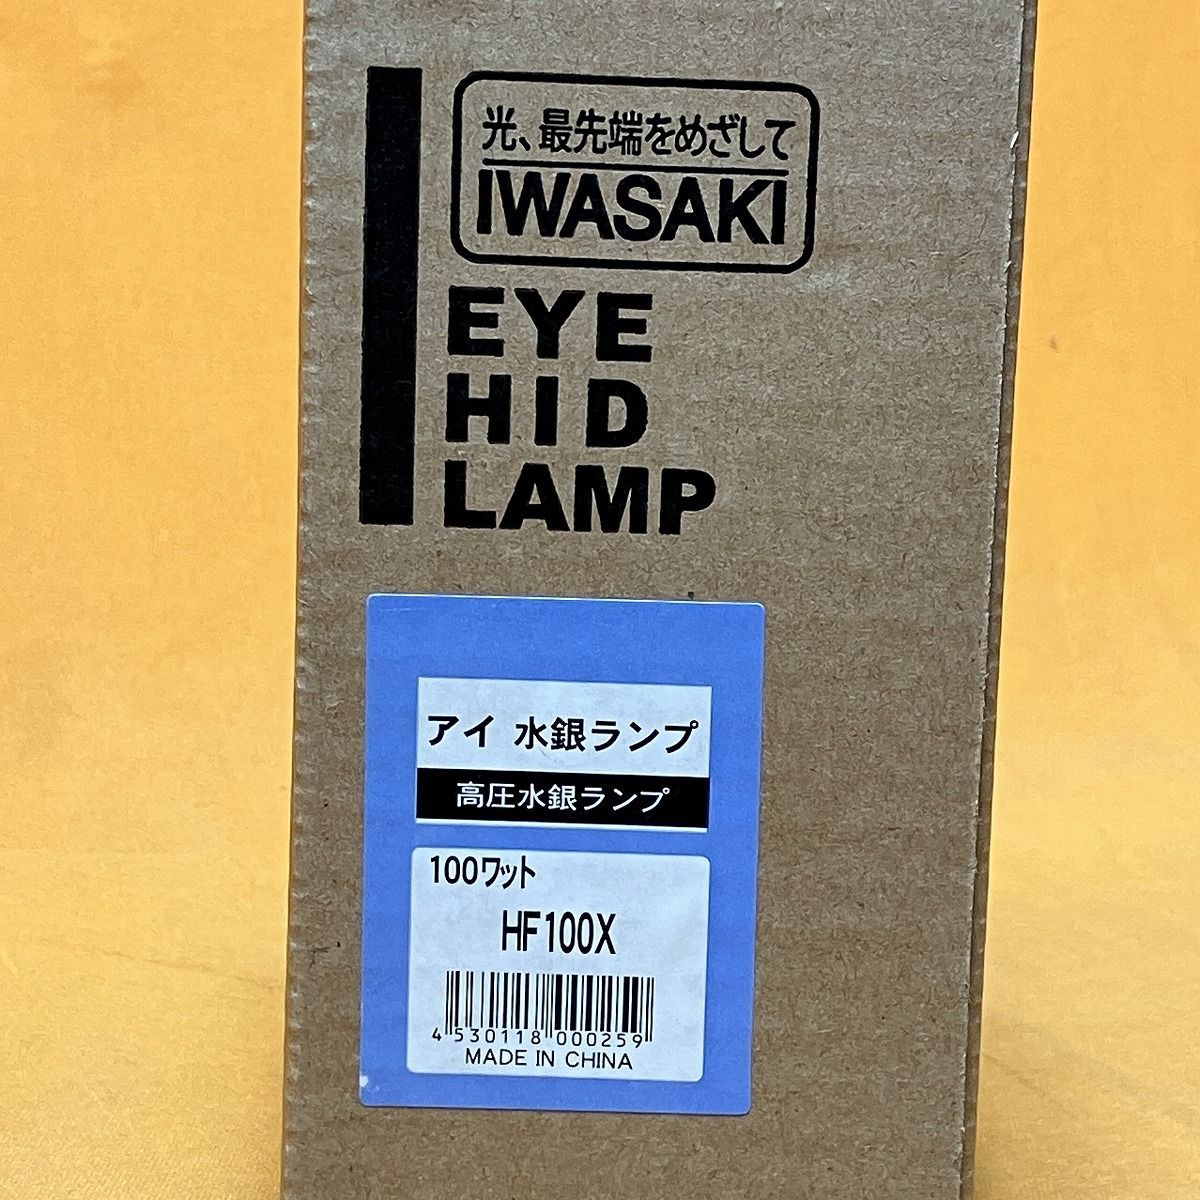 光、最先端をめざして
IWASAKI
EYE
HID
LAMP
アイ 水銀ランプ
高圧水銀ランプ
100ワット
HF100X
4 530118 000259
MADE IN CHINA